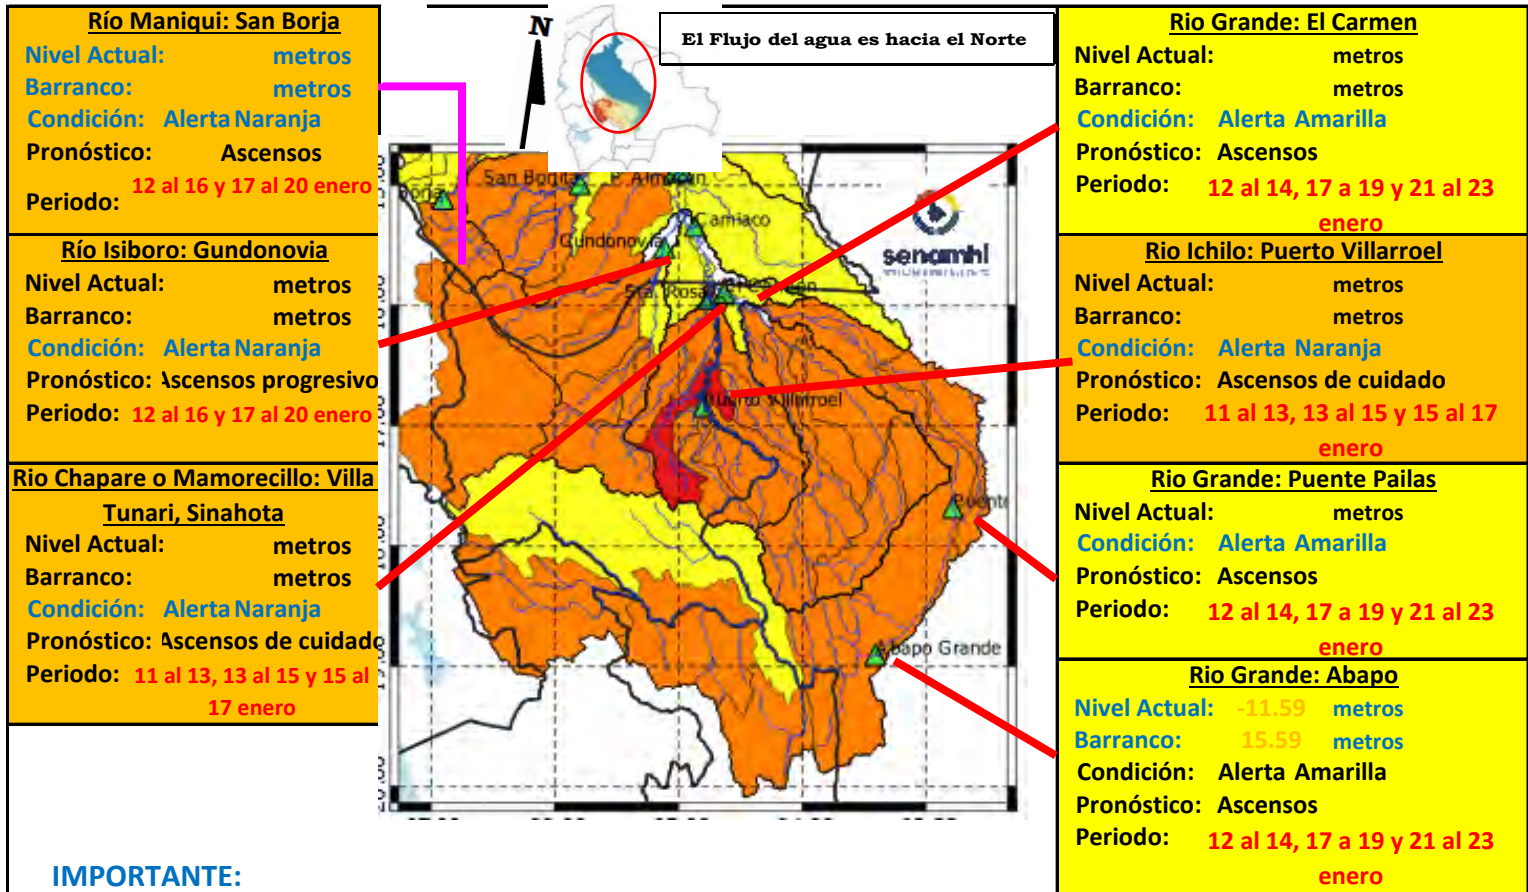 Río Maniqui: San Borja
Nivel Actual: metros
Barranco: metros
Condición: Alerta Naranja
Pronóstico: Ascensos
Periodo: 12 al 16 y 17 al 20 enero
Río Isiboro: Gundonovia
Nivel Actual: metros
Barranco: metros
Condición: Alerta Naranja
Pronóstico: Ascensos progresivo
Periodo: 12 al 16 y 17 al 20 enero
Rio Chapare o Mamorecillo: Villa
Tunari, Sinahota
Nivel Actual: metros
Barranco: metros
Condición: Alerta Naranja
Pronóstico: Ascensos de cuidado
Periodo: 11 al 13, 13 al 15 y 15 al
17 enero
IMPORTANTE:
N
El Flujo del agua es hacia el Norte
San Borjita
Camiaco
Gundonovia
senamhi
Sta. Rosa
Puerto Villarroel
Puente
Abapo Grande
Rio Grande: El Carmen
Nivel Actual: metros
Barranco: metros
Condición: Alerta Amarilla
Pronóstico: Ascensos
Periodo: 12 al 14, 17 a 19 y 21 al 23
enero
Rio Ichilo: Puerto Villarroel
Nivel Actual: metros
Barranco: metros
Condición: Alerta Naranja
Pronóstico: Ascensos de cuidado
Periodo: 11 al 13, 13 al 15 y 15 al 17
enero
Rio Grande: Puente Pailas
Nivel Actual: metros
Condición: Alerta Amarilla
Pronóstico: Ascensos
Periodo: 12 al 14, 17 a 19 y 21 al 23
enero
Rio Grande: Abapo
Nivel Actual: -11.59 metros
Barranco: 15.59 metros
Condición: Alerta Amarilla
Pronóstico: Ascensos
Periodo: 12 al 14, 17 a 19 y 21 al 23
enero